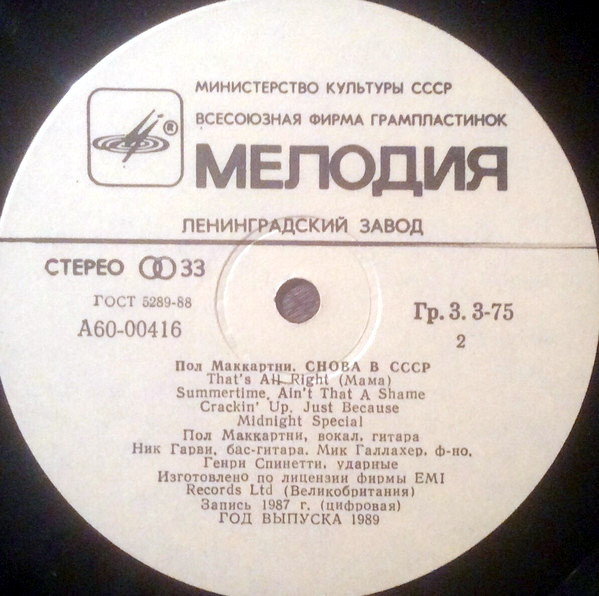 МИНИСТЕРСТВО КУЛЬТУРЫ СССР
ВСЕСОЮЗНАЯ ФИРМА ГРАМПЛАСТИНОК
®
МЕЛОДИЯ
ЛЕНИНГРАДСКИЙ ЗАВОД
СТЕРЕО 33
ГОСТ 5289-88
А60-00416
Гр. 3. 3-75
2
Пол Маккартни. СНОВА В СССР
That's All Right (Мама)
Summertime, Ain't That A Shame
Crackin' Up, Just Because
Midnight Special
Пол Маккартни, вокал, гитара
Ник Гарви, бас-гитара, Мик Галлахер, ф-но,
Генри Спинетти, ударные
Изготовлено по лицензии фирмы EMI
Records Ltd (Великобритания)
Запись 1987 г. (цифровая)
ГОД ВЫПУСКА 1989